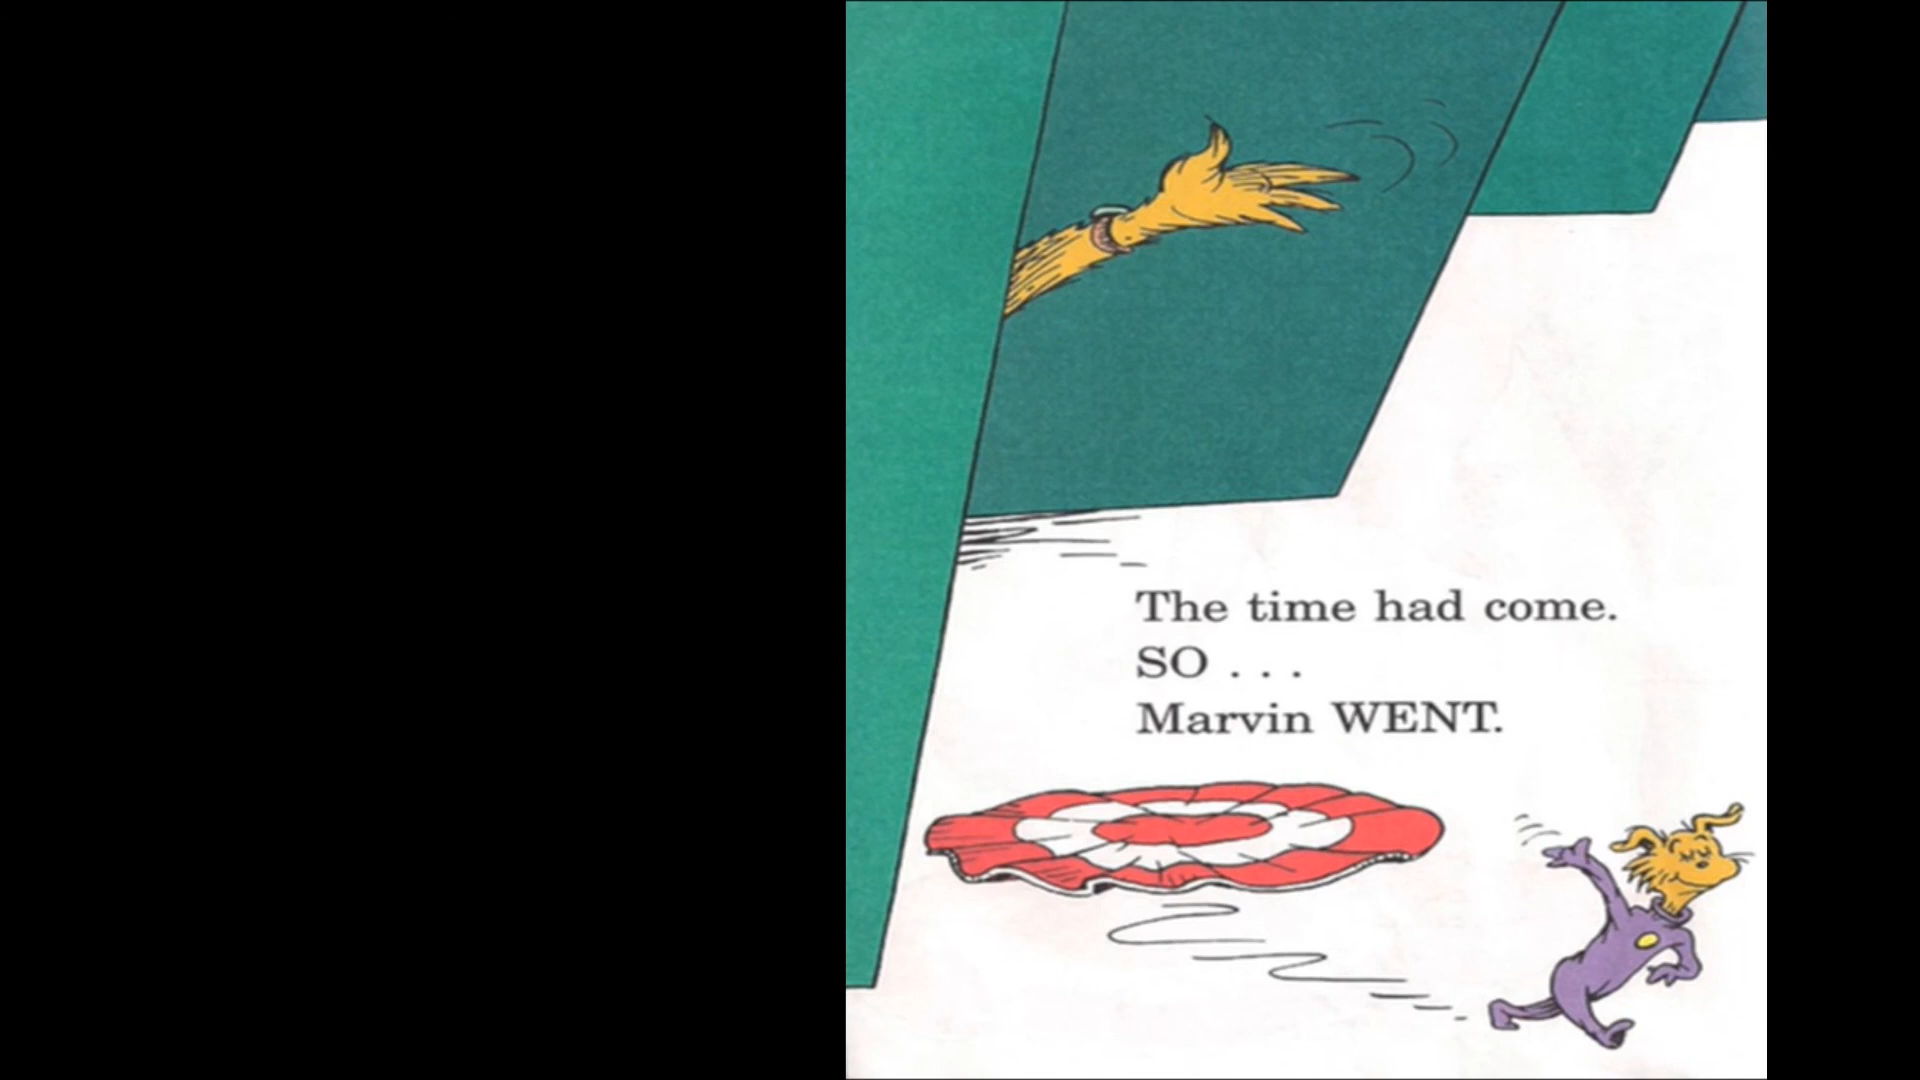 The time had come.
SO . . .
Marvin WENT.